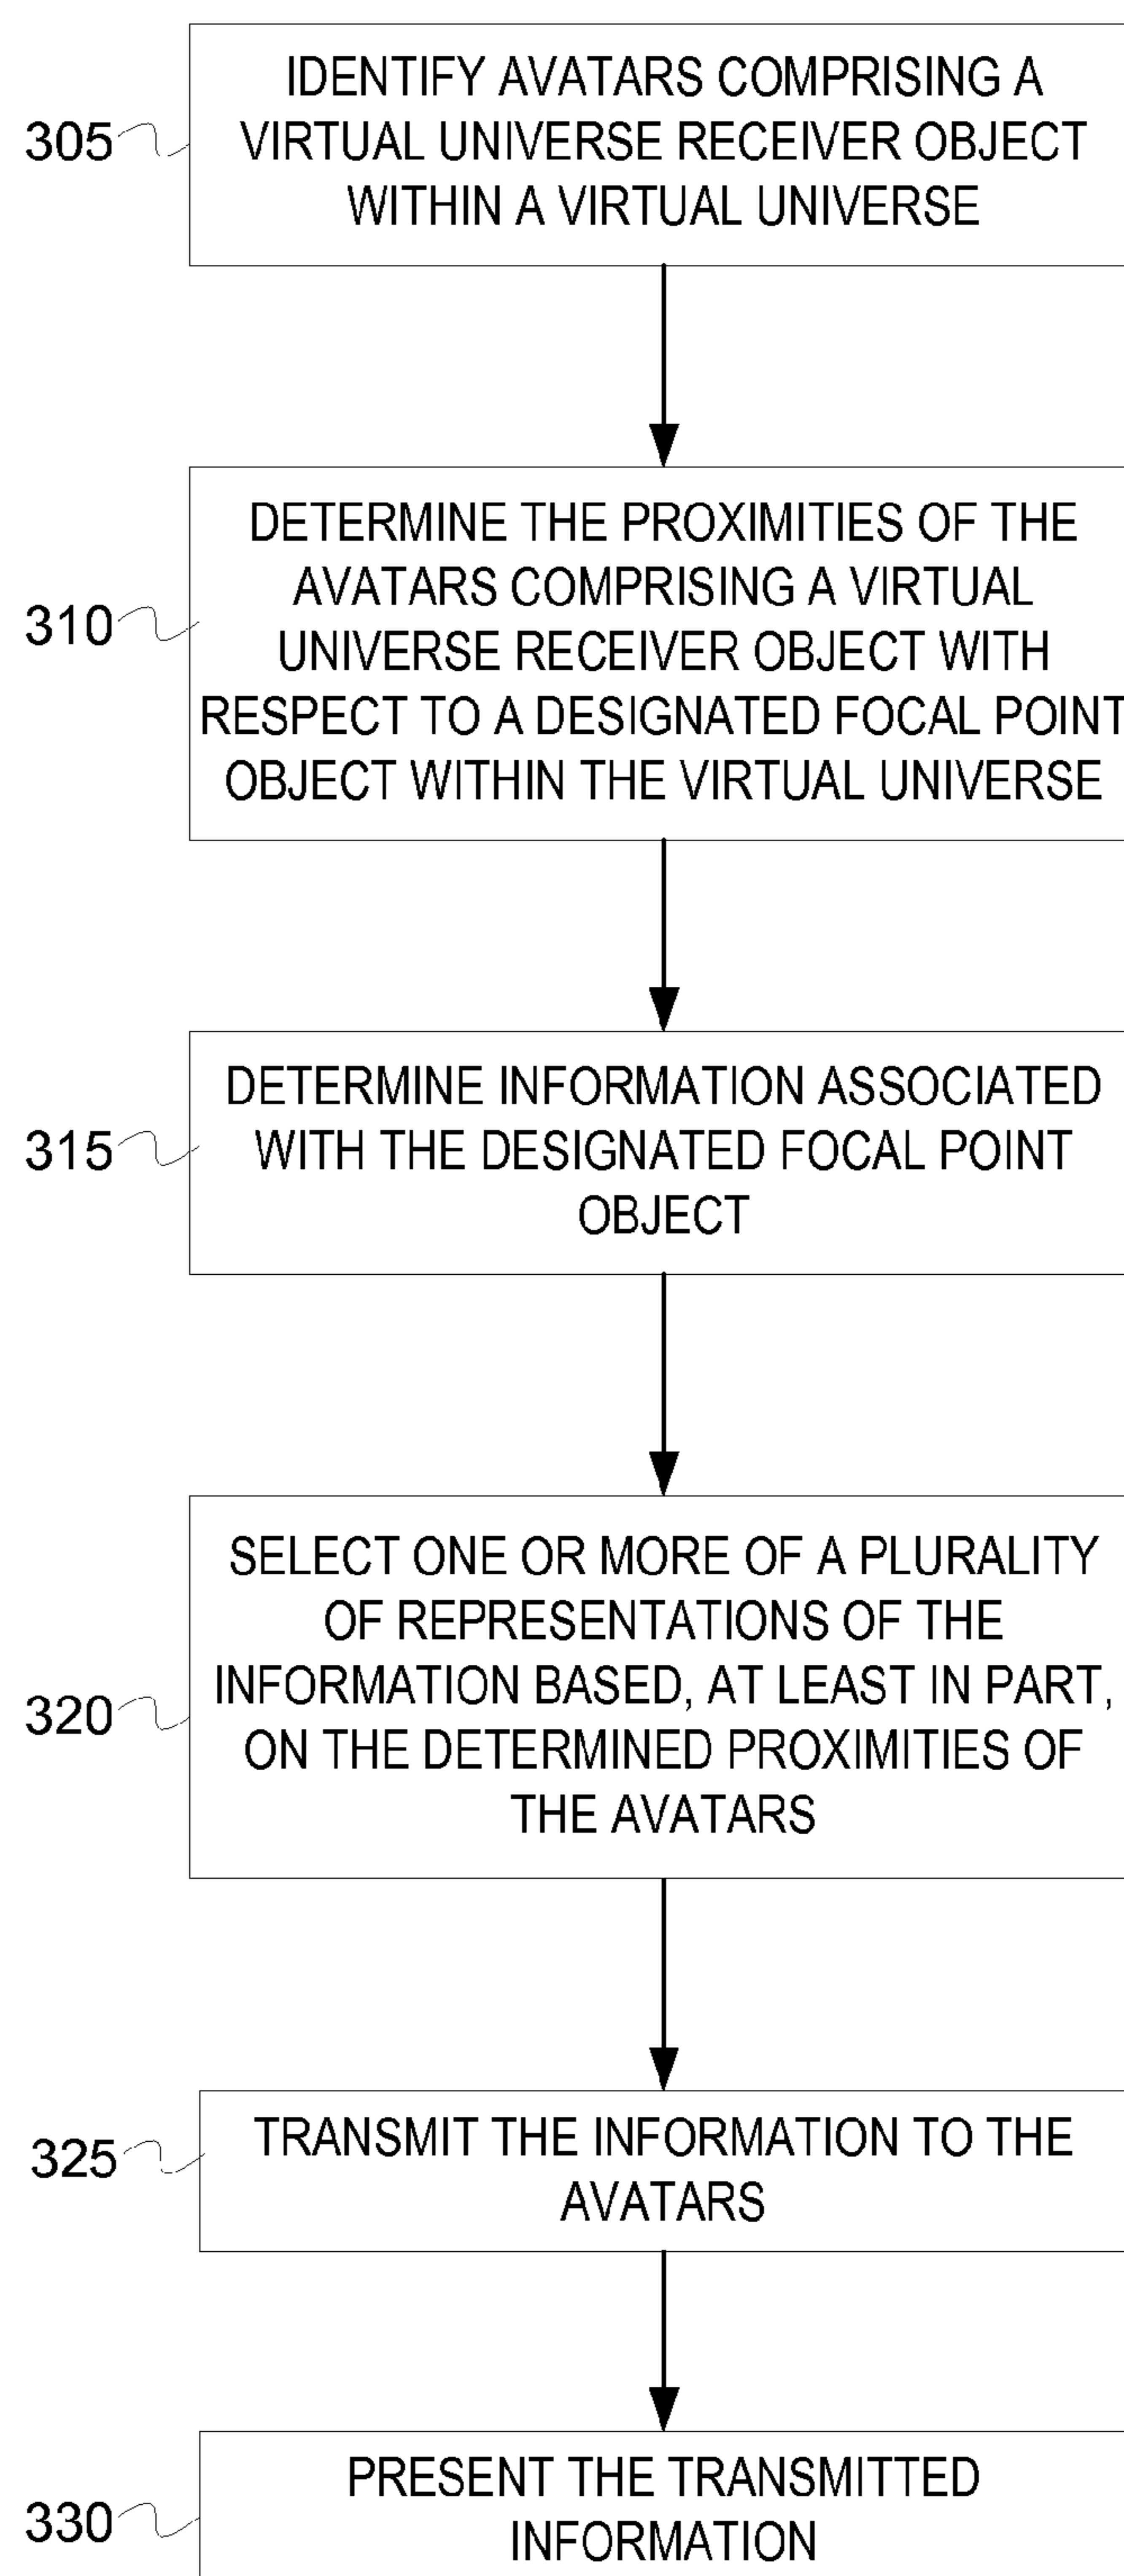 IDENTIFY AVATARS COMPRISING A
305
VIRTUAL UNIVERSE RECEIVER OBJECT
WITHIN A VIRTUAL UNIVERSE
DETERMINE THE PROXIMITIES OF THE
AVATARS COMPRISING A VIRTUAL
310
UNIVERSE RECEIVER OBJECT WITH
RESPECT TO A DESIGNATED FOCAL POINT
OBJECT WITHIN THE VIRTUAL UNIVERSE
DETERMINE INFORMATION ASSOCIATED
315
WITH THE DESIGNATED FOCAL POINT
OBJECT
SELECT ONE OR MORE OF A PLURALITY
OF REPRESENTATIONS OF THE
INFORMATION BASED, AT LEAST IN PART,
320
ON THE DETERMINED PROXIMITIES OF
THE AVATARS
TRANSMIT THE INFORMATION TO THE
325
AVATARS
PRESENT THE TRANSMITTED
330
INFORMATION